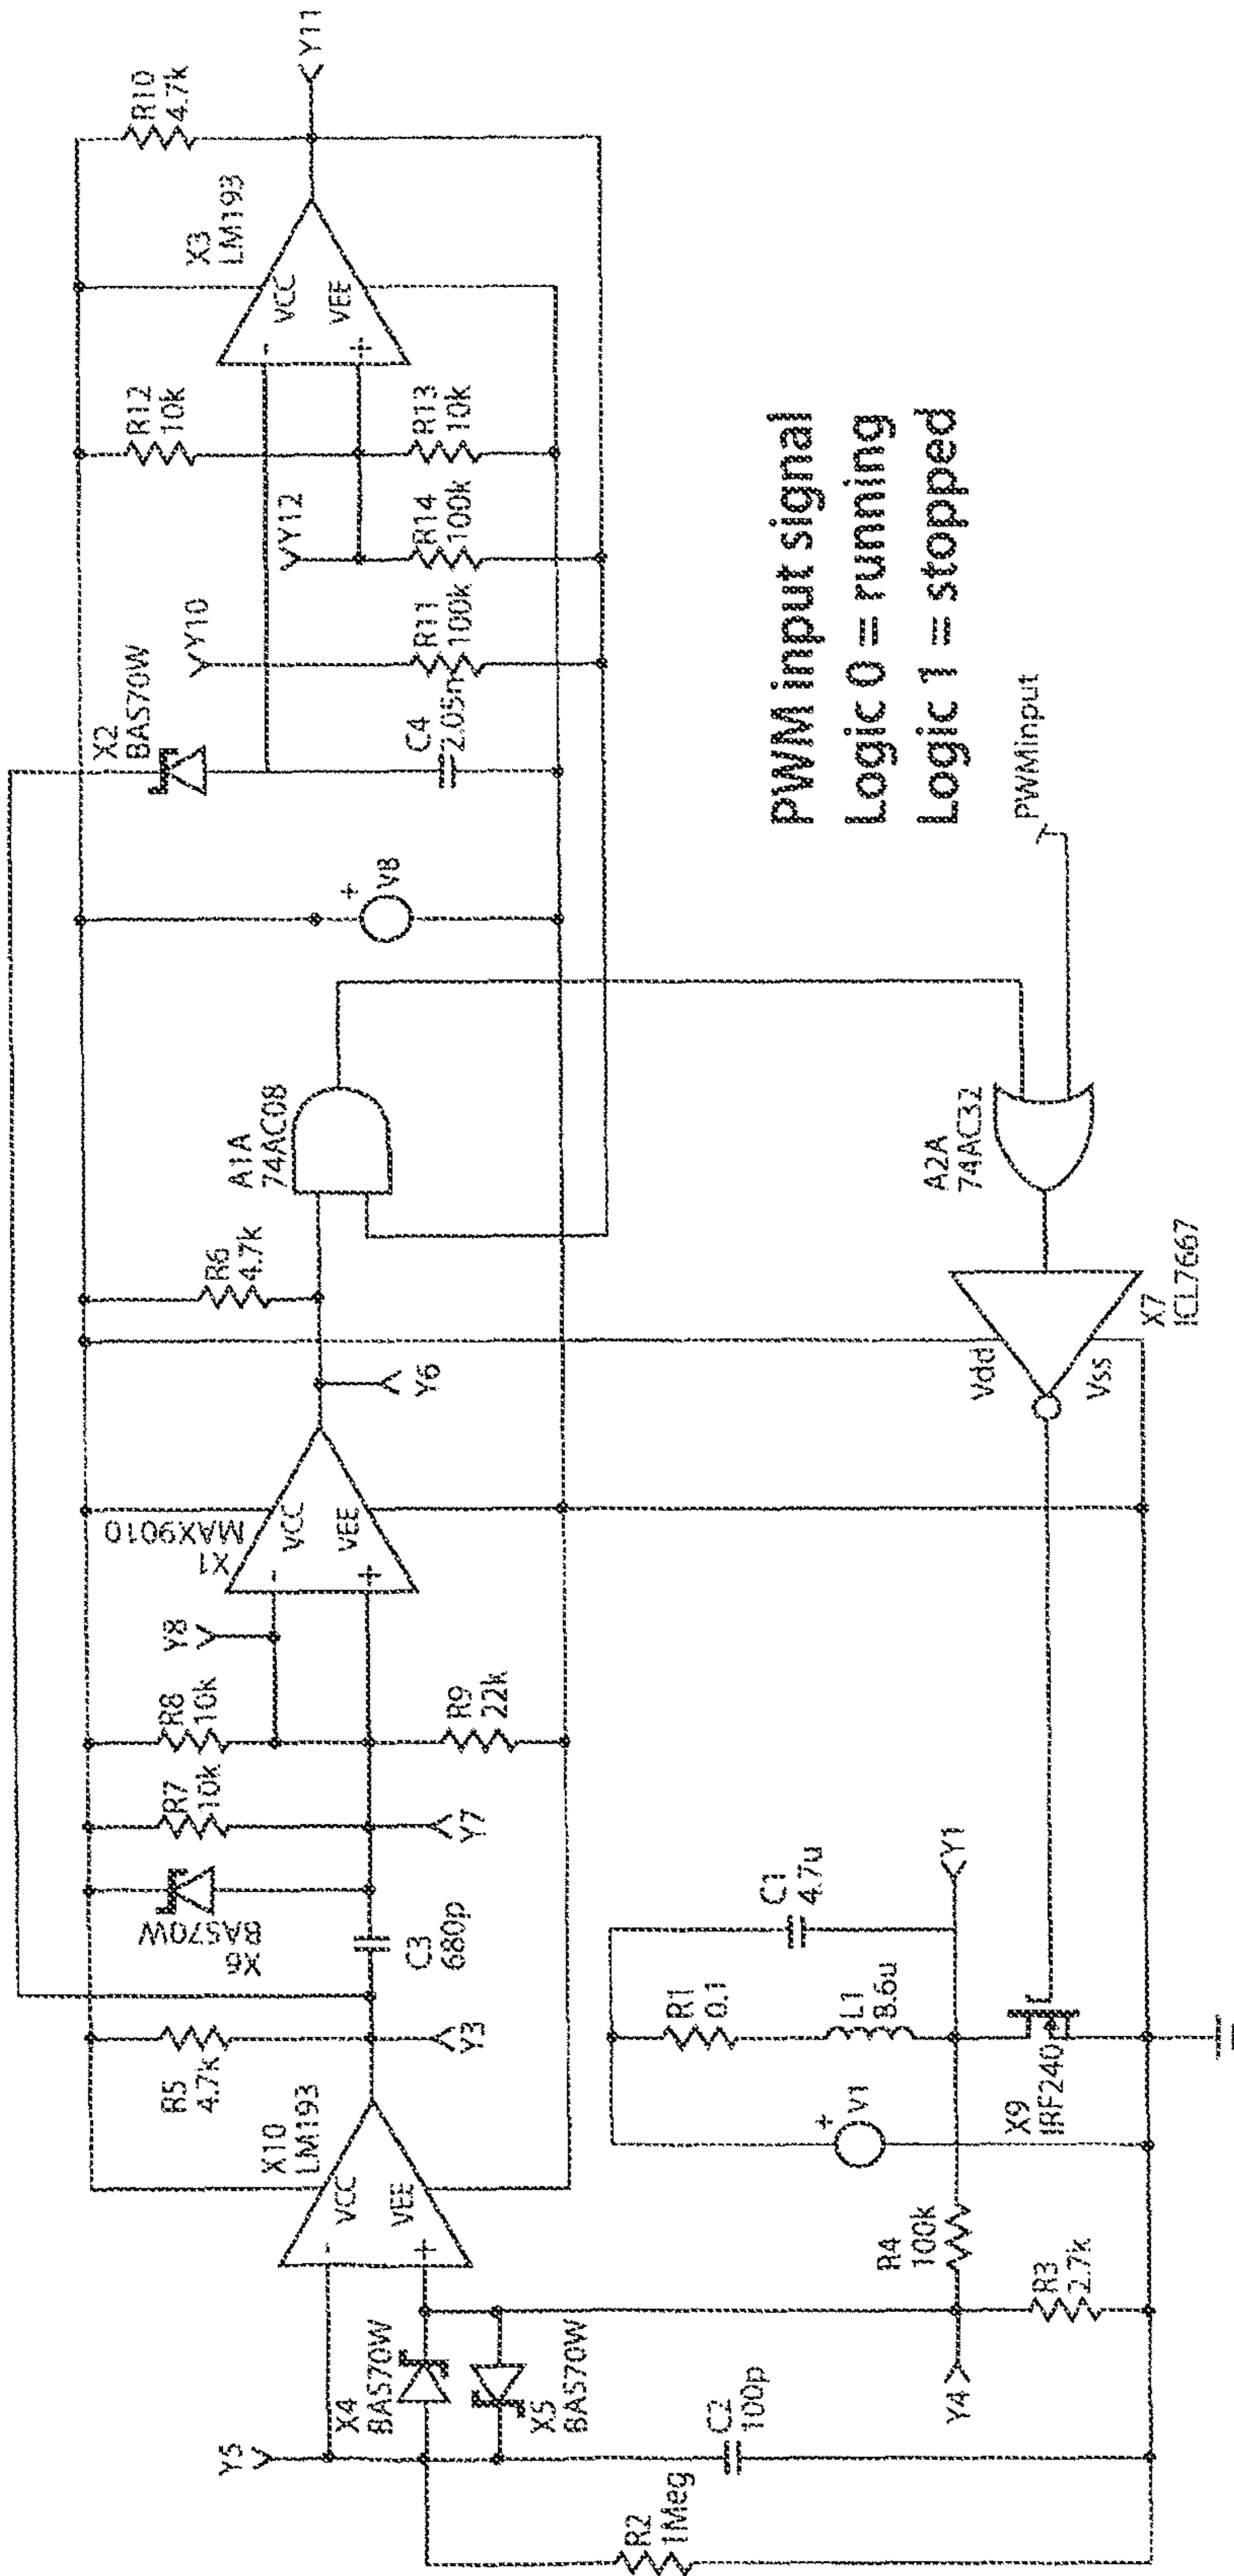 Y5
X4
BAS70W
X5
BAS70W
R2
1Meg
C2
100p
Y4
R3
2.7k
R4
100k
X10
LM193
VCC
VEE
-
+
R5
4.7k
Y3
C3
680p
X6
BAS70W
R7
10k
Y7
R8
10k
Y8
R9
22k
X1
MAX9010
VCC
VEE
-
+
Y6
R6
4.7k
A1A
74AC08
+
V8
X2
BAS70W
C4
2.05n
Y10
R11
100k
Y12
R14
100k
R12
10k
R13
10k
X3
LM193
VCC
VEE
-
+
R10
4.7k
Y11
+
V1
R1
0.1
L1
8.6u
C1
4.7u
Y1
X9
IRF240
Vdd
Vss
X7
ICL7667
A2A
74AC32
PWMinput
PWM input signal
Logic 0 = running
Logic 1 = stopped